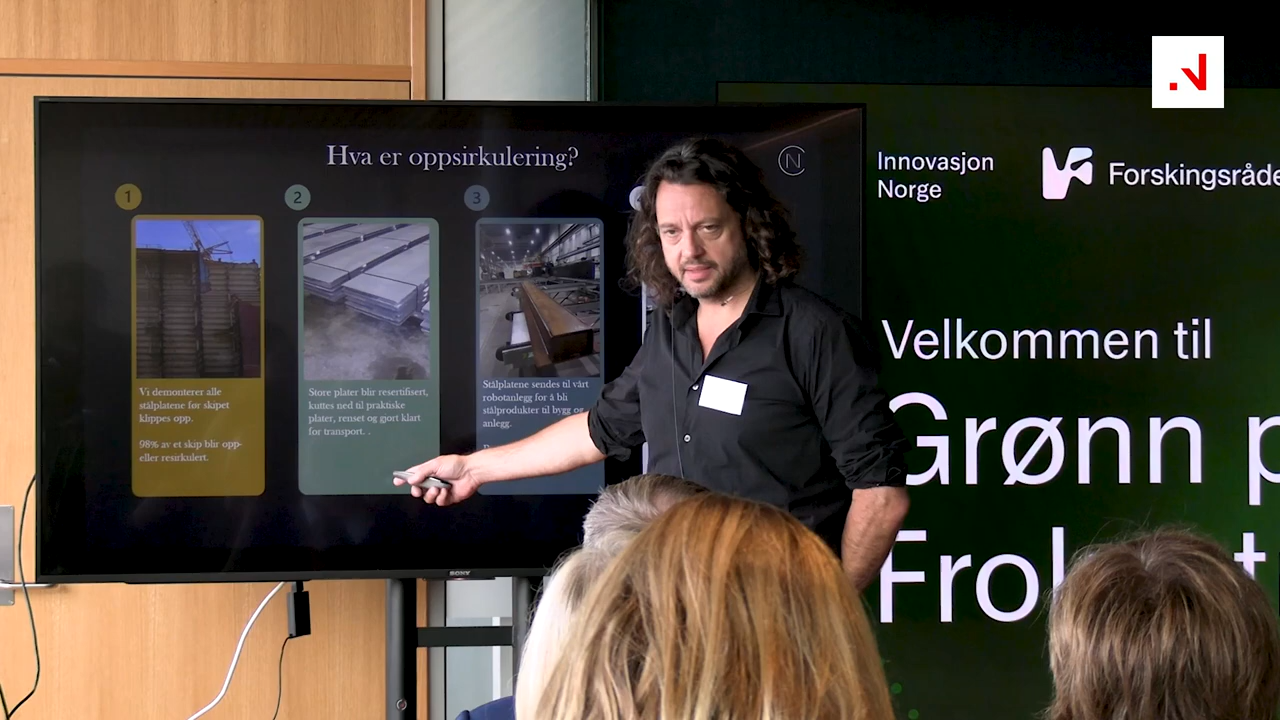 Hva er oppsirkulering?
N
1
2
3
Vi demonterer alle
stålplatene før skipet
klippes opp.
98% av et skip blir opp-
eller resirkulert.
Store plater blir resertifisert,
kuttes ned til praktiske
plater, renset og gjort klart
for transport. .
Stålplatene sendes til vårt
robotanlegg for å bli
stålprodukter til bygg og
anlegg.
SONY
Innovasjon
Norge
Forskingsråde
Velkommen til
Grønn p
Frok